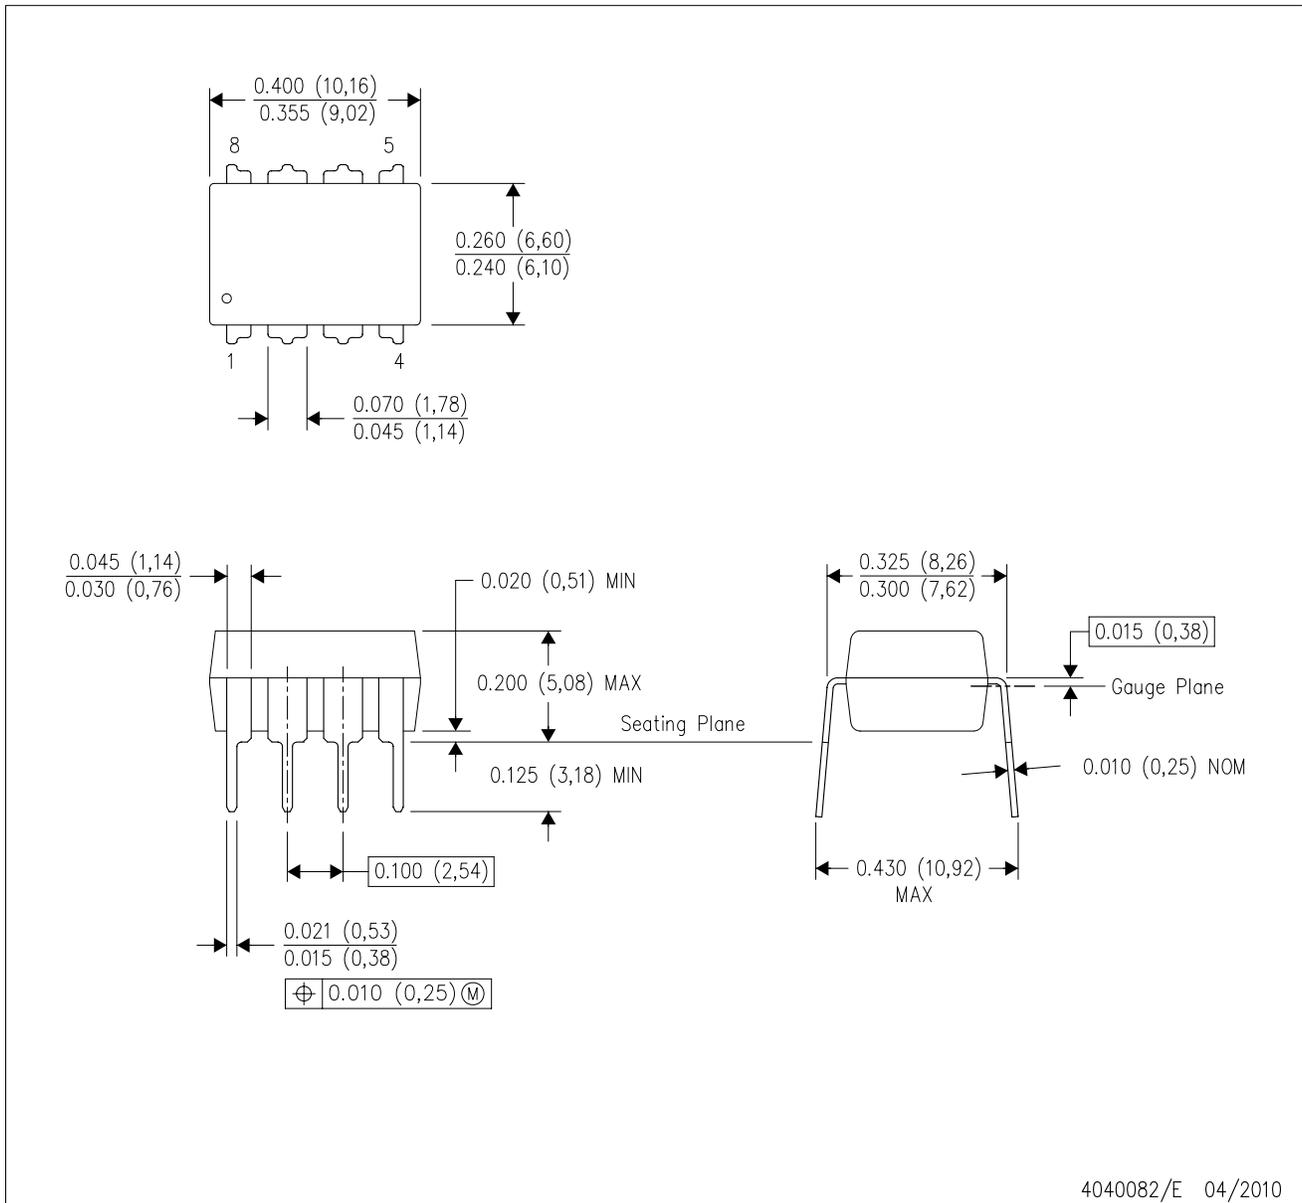 0.400 (10,16)
0.355 (9,02)
8
5
0.260 (6,60)
0.240 (6,10)
1
4
0.070 (1,78)
0.045 (1,14)
0.045 (1,14)
0.030 (0,76)
0.020 (0,51) MIN
0.200 (5,08) MAX
Seating Plane
0.125 (3,18) MIN
0.100 (2,54)
0.021 (0,53)
0.015 (0,38)
⌖ 0.010 (0,25) Ⓜ
0.325 (8,26)
0.300 (7,62)
0.015 (0,38)
Gauge Plane
0.010 (0,25) NOM
0.430 (10,92)
MAX
4040082/E 04/2010